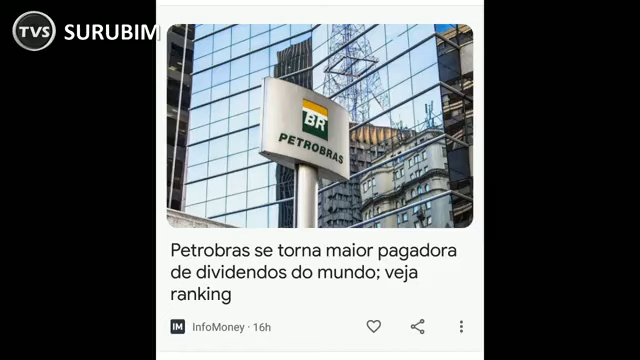 TVS SURUBIM
BR
PETROBRAS
Petrobras se torna maior pagadora
de dividendos do mundo; veja
ranking
IM InfoMoney · 16h